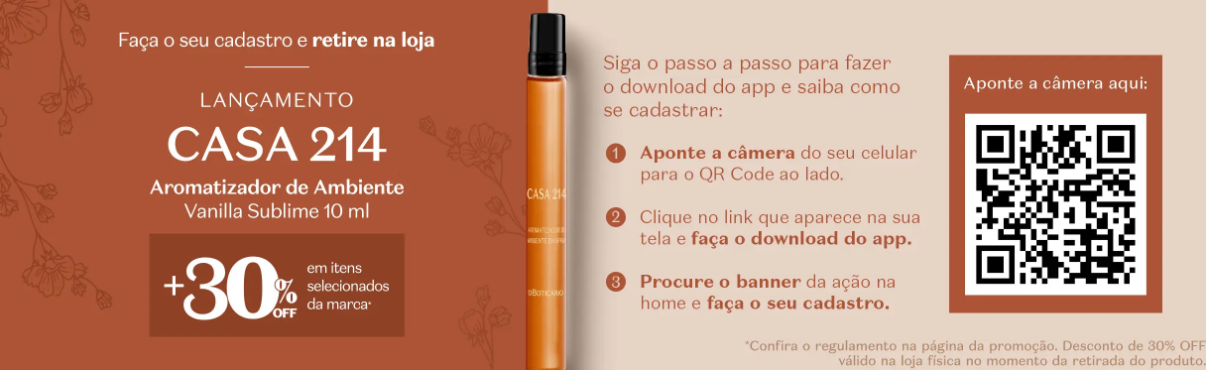 Faça o seu cadastro e retire na loja
LANÇAMENTO
CASA 214
Aromatizador de Ambiente
Vanilla Sublime 10 ml
+30% OFF
em itens
selecionados
da marca*
CASA 214
Siga o passo a passo para fazer
o download do app e saiba como
se cadastrar:
1 Aponte a câmera do seu celular
para o QR Code ao lado.
2 Clique no link que aparece na sua
tela e faça o download do app.
3 Procure o banner da ação na
home e faça o seu cadastro.
Aponte a câmera aqui:
*Confira o regulamento na página da promoção. Desconto de 30% OFF
válido na loja física no momento da retirada do produto.